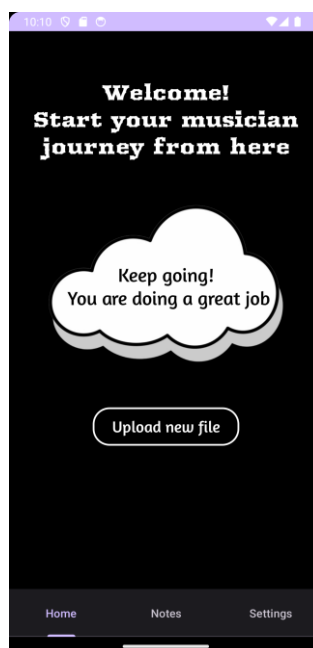 10:10
Welcome!
Start your musician
journey from here
Keep going!
You are doing a great job
Upload new file
Home Notes Settings